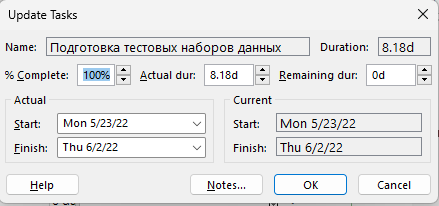 Update Tasks
Name: Подготовка тестовых наборов данных Duration: 8.18d
% Complete: 100% Actual dur: 8.18d Remaining dur: 0d
Actual Current
Start: Mon 5/23/22 Start: Mon 5/23/22
Finish: Thu 6/2/22 Finish: Thu 6/2/22
Help Notes... OK Cancel